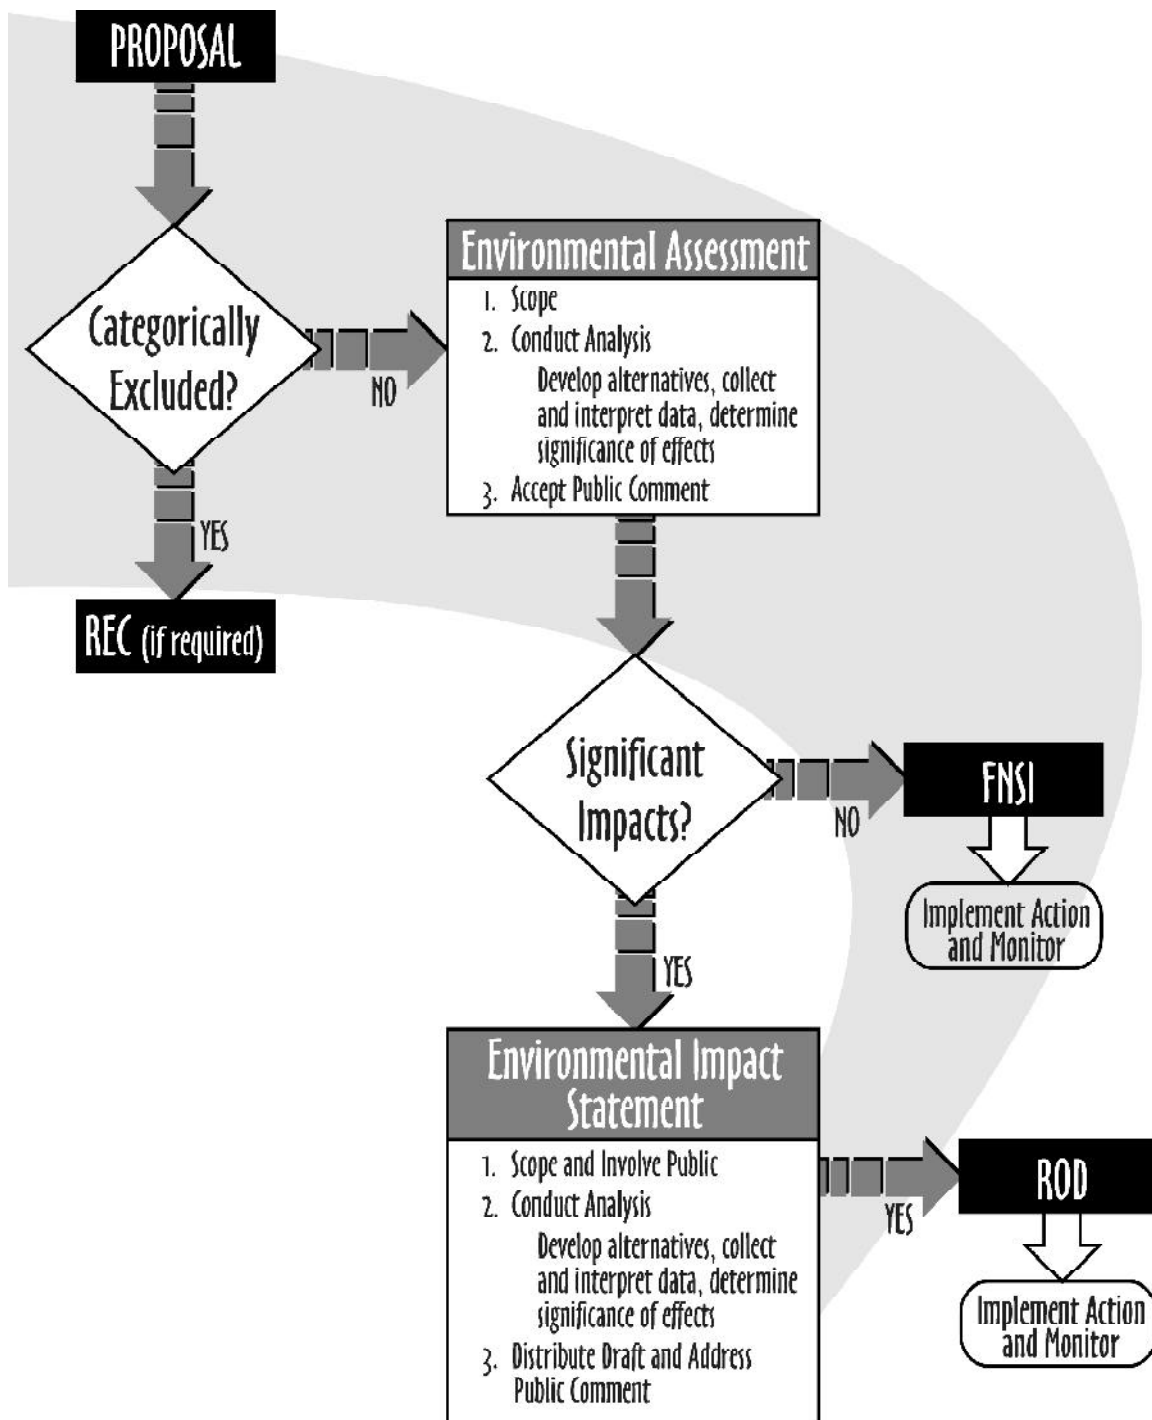 PROPOSAL
Categorically
Excluded?
NO
YES
REC (if required)
Environmental Assessment
1. Scope
2. Conduct Analysis
Develop alternatives, collect
and interpret data, determine
significance of effects
3. Accept Public Comment
Significant
Impacts?
NO
FNSI
Implement Action
and Monitor
YES
Environmental Impact
Statement
1. Scope and Involve Public
2. Conduct Analysis
Develop alternatives, collect
and interpret data, determine
significance of effects
3. Distribute Draft and Address
Public Comment
YES
ROD
Implement Action
and Monitor